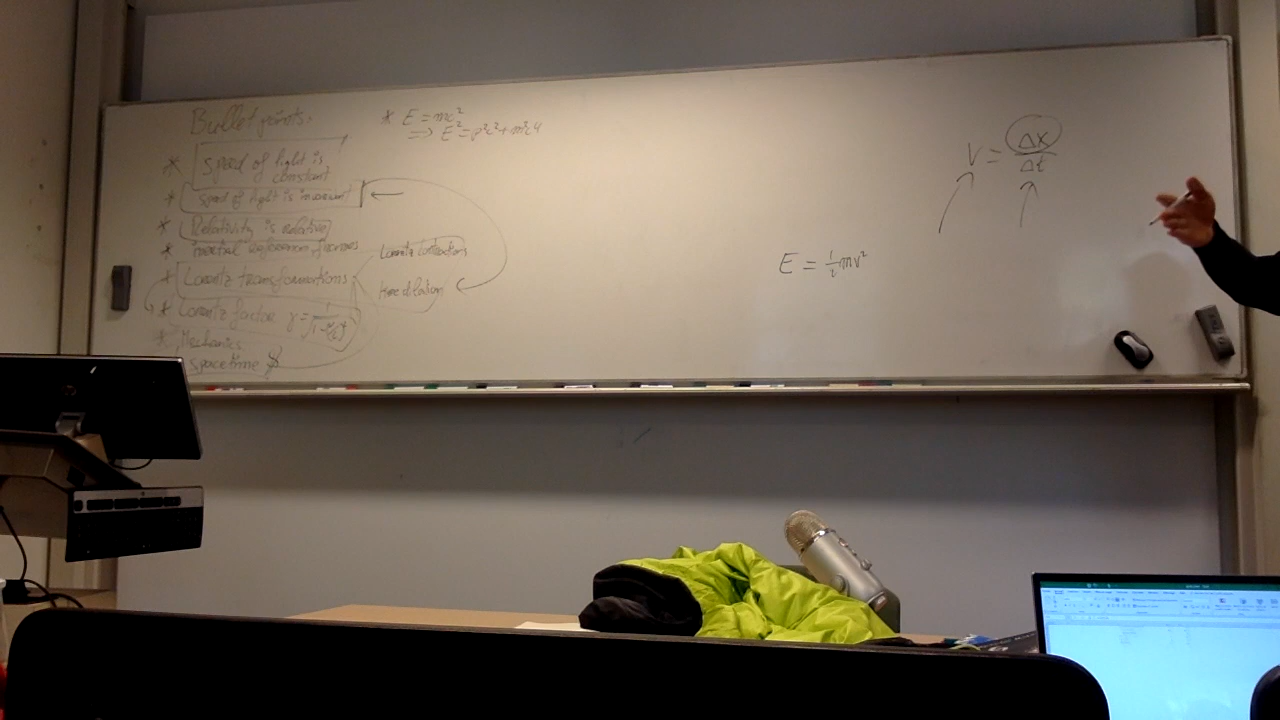 Bullet points:
* Speed of light is
constant
* Speed of light is invariant
* Relativity is relative
* inertial reference frames
* Lorentz transformations
Lorentz contractions
time dilation
* Lorentz factor γ =
* Mechanics
spacetime
* E = mc²
=> E² = p²c² + m²c⁴
E = ½mv²
V = Δx
Δt